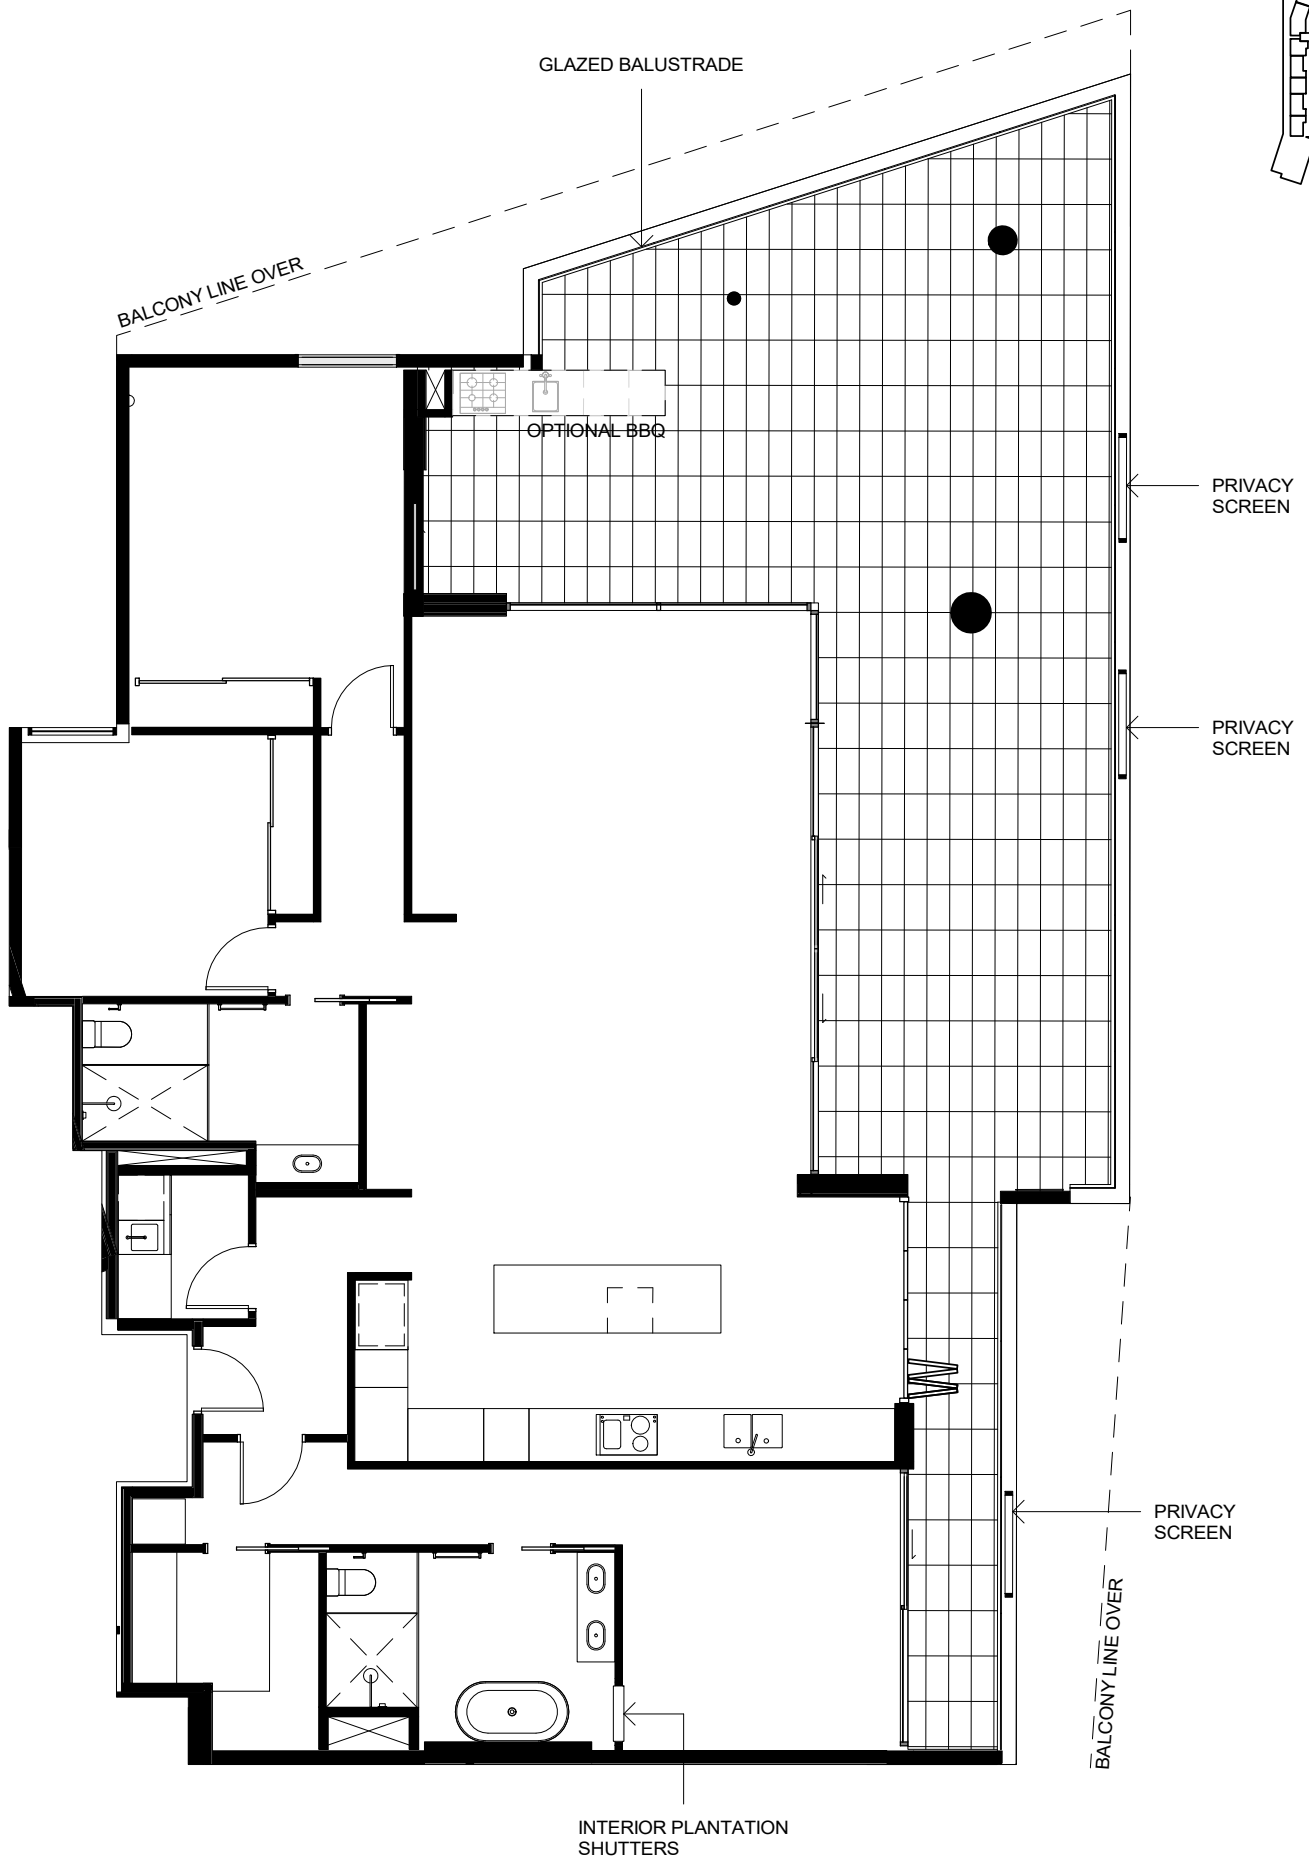 GLAZED BALUSTRADE
BALCONY LINE OVER
OPTIONAL BBQ
PRIVACY
SCREEN
PRIVACY
SCREEN
PRIVACY
SCREEN
BALCONY LINE OVER
INTERIOR PLANTATION
SHUTTERS